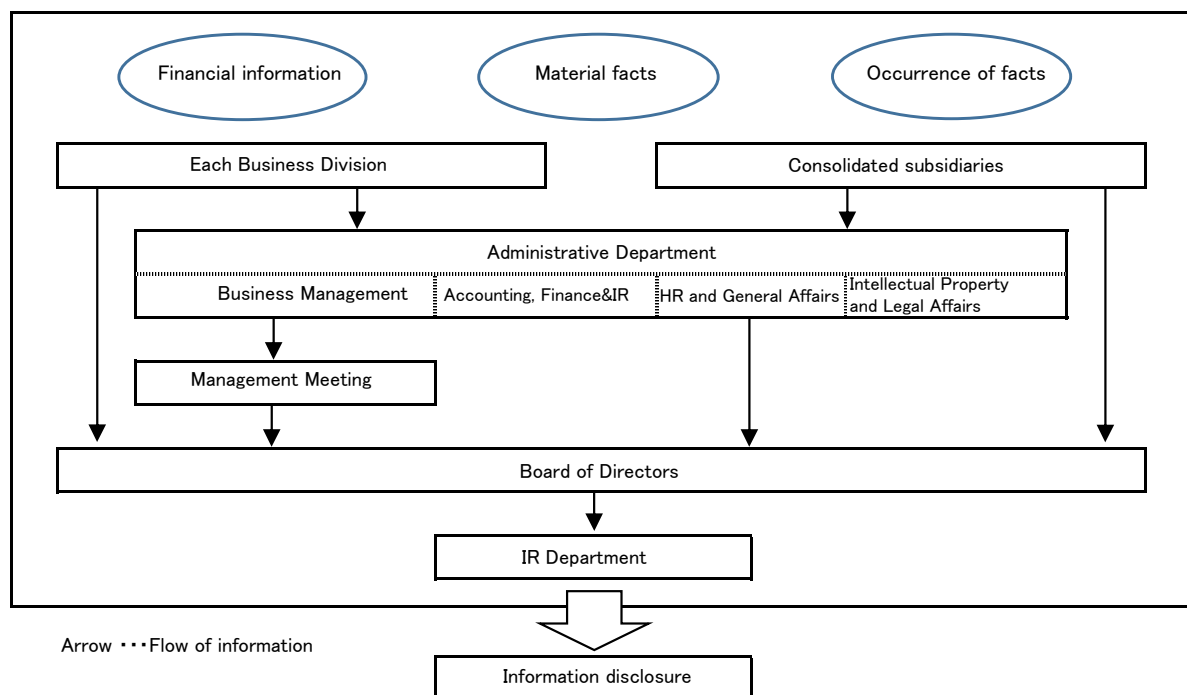 Financial information
Material facts
Occurrence of facts
Each Business Division
Consolidated subsidiaries
Administrative Department
Business Management
Accounting, Finance&IR
HR and General Affairs
Intellectual Property
and Legal Affairs
Management Meeting
Board of Directors
IR Department
Arrow ・・・Flow of information
Information disclosure